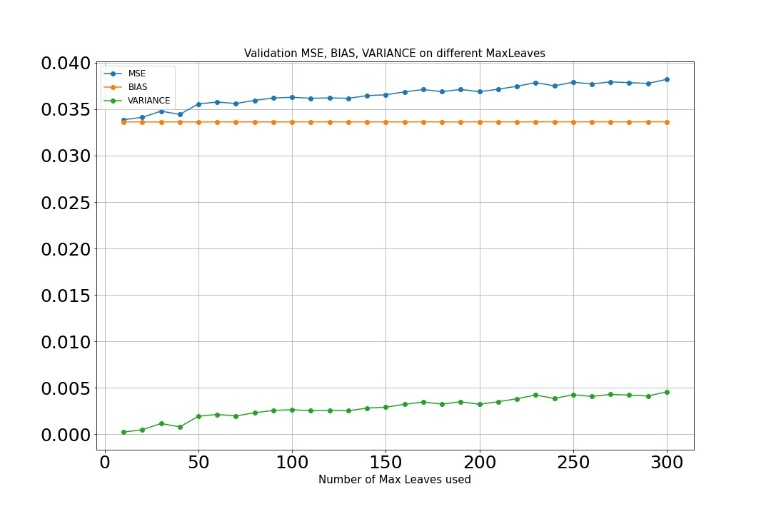 Validation MSE, BIAS, VARIANCE on different MaxLeaves
MSE
BIAS
VARIANCE
0.040
0.035
0.030
0.025
0.020
0.015
0.010
0.005
0.000
0 50 100 150 200 250 300
Number of Max Leaves used